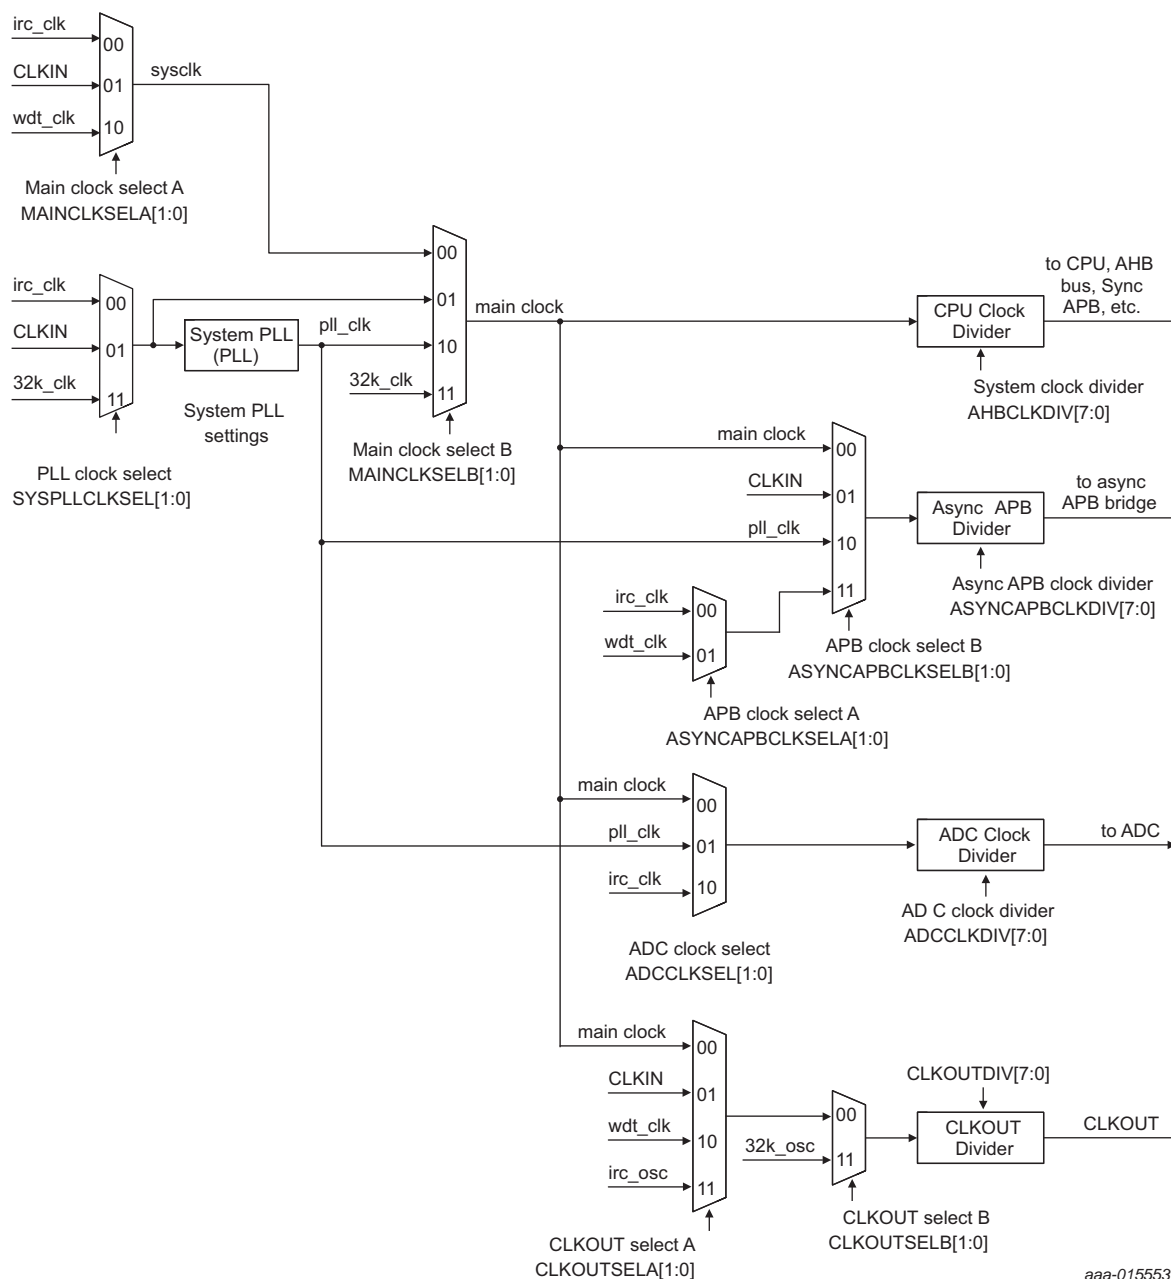 irc_clk
00
CLKIN
01
sysclk
wdt_clk
10
Main clock select A
MAINCLKSELA[1:0]
irc_clk
00
CLKIN
01
32k_clk
11
PLL clock select
SYSPLLCLKSEL[1:0]
System PLL
(PLL)
System PLL
settings
pll_clk
00
01
10
32k_clk
11
Main clock select B
MAINCLKSELB[1:0]
main clock
CPU Clock
Divider
to CPU, AHB
bus, Sync
APB, etc.
System clock divider
AHBCLKDIV[7:0]
main clock
00
CLKIN
01
pll_clk
10
11
irc_clk
00
wdt_clk
01
APB clock select B
ASYNCAPBCLKSELB[1:0]
APB clock select A
ASYNCAPBCLKSELA[1:0]
Async APB
Divider
to async
APB bridge
Async APB clock divider
ASYNCAPBCLKDIV[7:0]
main clock
00
pll_clk
01
irc_clk
10
ADC clock select
ADCCLKSEL[1:0]
ADC Clock
Divider
to ADC
AD C clock divider
ADCCLKDIV[7:0]
main clock
00
CLKIN
01
wdt_clk
10
irc_osc
11
CLKOUT select A
CLKOUTSELA[1:0]
00
32k_osc
11
CLKOUT select B
CLKOUTSELB[1:0]
CLKOUTDIV[7:0]
CLKOUT
Divider
CLKOUT
aaa-015553